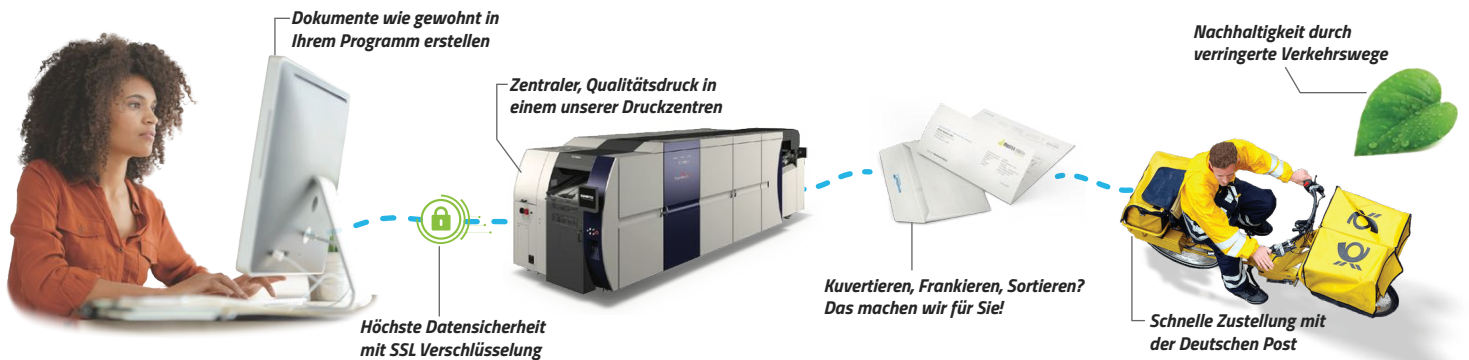 Dokumente wie gewohnt in
Ihrem Programm erstellen
Höchste Datensicherheit
mit SSL Verschlüsselung
Zentraler, Qualitätsdruck in
einem unserer Druckzentren
Kuvertieren, Frankieren, Sortieren?
Das machen wir für Sie!
Schnelle Zustellung mit
der Deutschen Post
Nachhaltigkeit durch
verringerte Verkehrswege